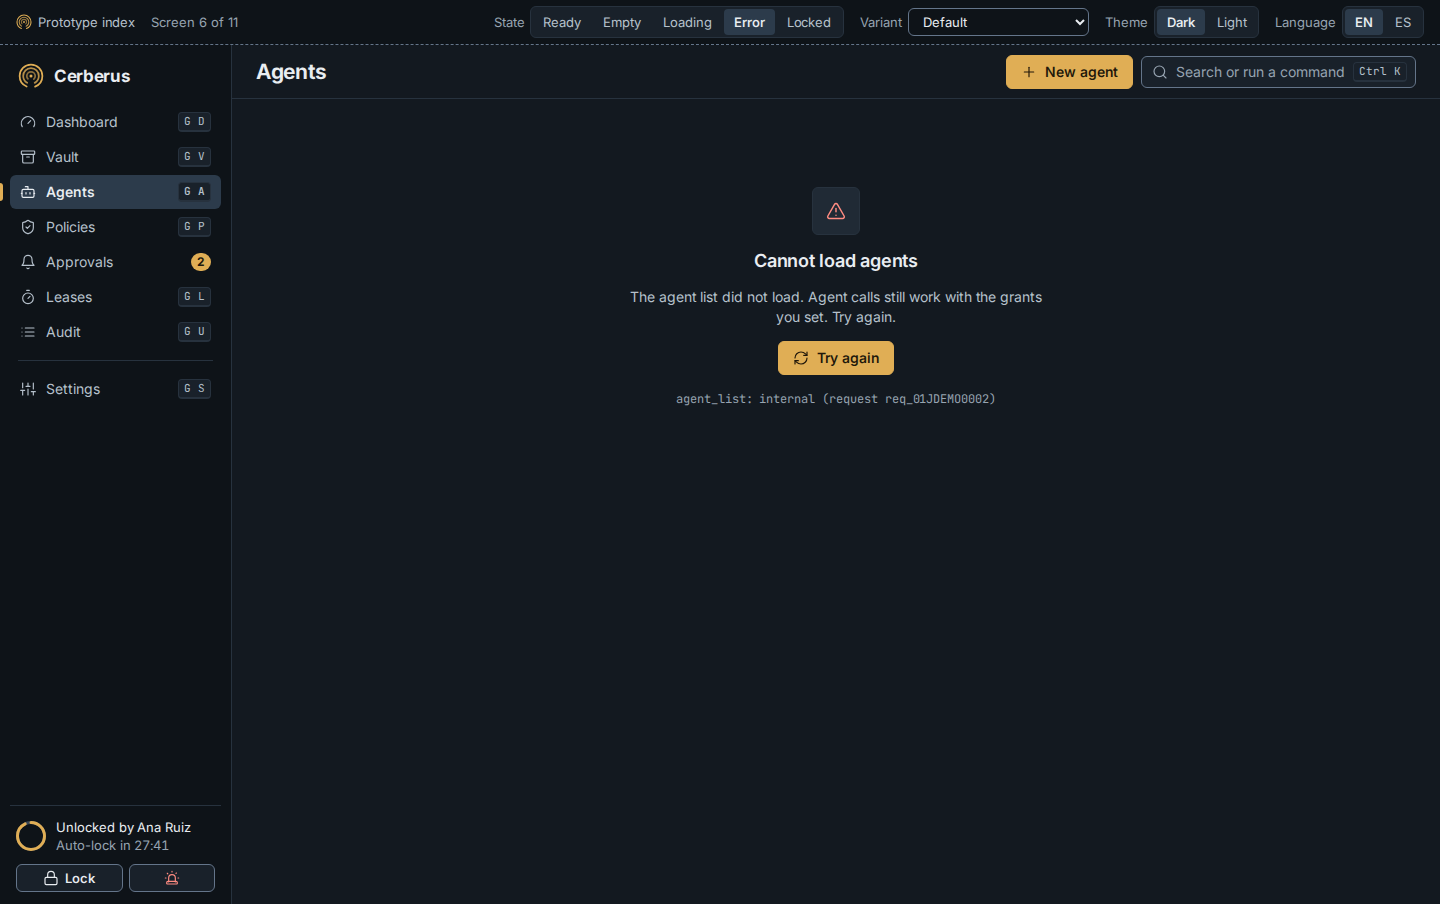 Prototype index Screen 6 of 11 State Ready Empty Loading Error Locked Variant Default Theme Dark Light Language EN ES
Cerberus
Agents
New agent
Search or run a command Ctrl K
Dashboard G D
Vault G V
Agents G A
Policies G P
Approvals 2
Leases G L
Audit G U
Settings G S
Cannot load agents
The agent list did not load. Agent calls still work with the grants
you set. Try again.
Try again
agent_list: internal (request req_01JDEMO0002)
Unlocked by Ana Ruiz
Auto-lock in 27:41
Lock